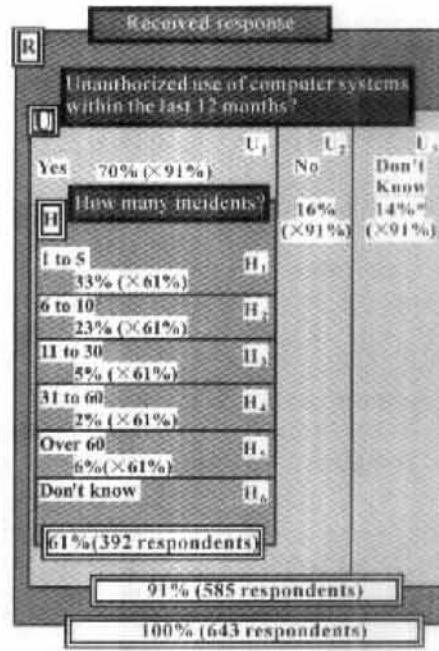 Received response
R
Unauthorized use of computer systems
within the last 12 months?
U
U1
Yes 70% (×91%)
U2
No
16%
(×91%)
U3
Don't
Know
14%*
(×91%)
H
How many incidents?
1 to 5 H1
33% (×61%)
6 to 10 H2
23% (×61%)
11 to 30 H3
5% (×61%)
31 to 60 H4
2% (×61%)
Over 60 H5
6%(×61%)
Don't know H6
61%(392 respondents)
91% (585 respondents)
100% (643 respondents)